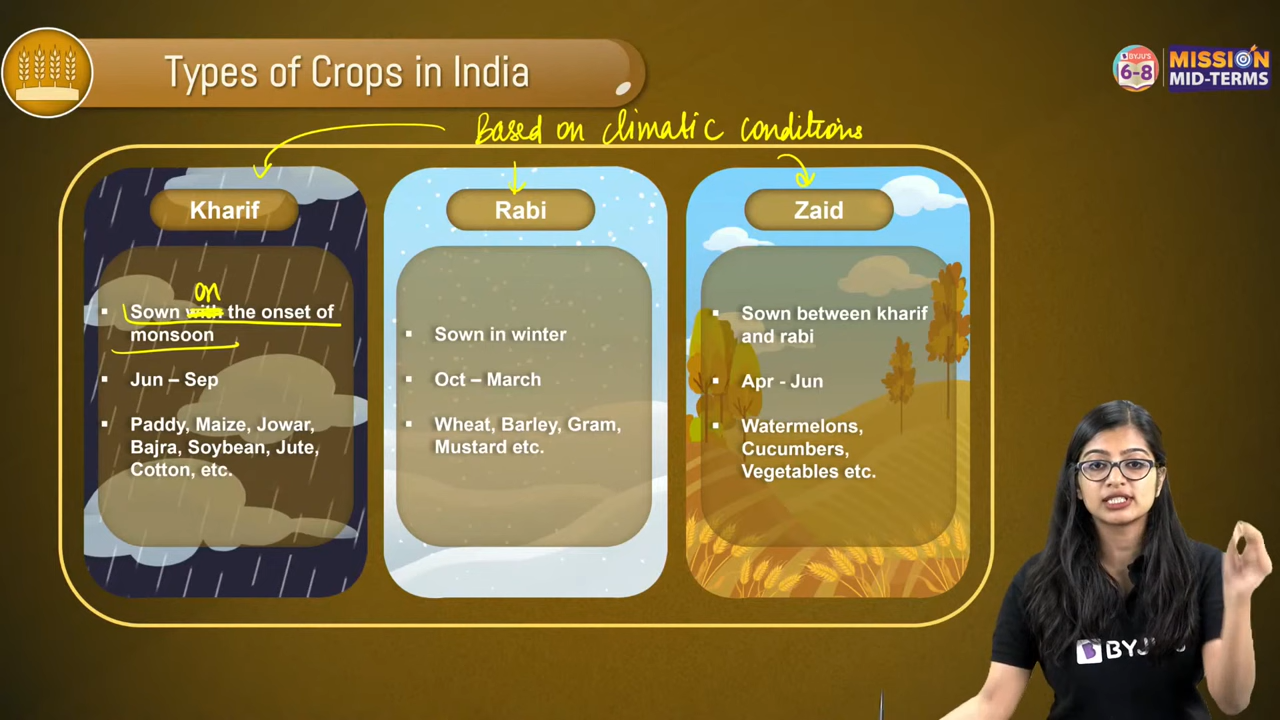 Types of Crops in India
BYJU'S
6-8
MISSION
MID-TERMS
Based on climatic conditions
Kharif
on
▪ Sown with the onset of
monsoon
▪ Jun – Sep
▪ Paddy, Maize, Jowar,
Bajra, Soybean, Jute,
Cotton, etc.
Rabi
▪ Sown in winter
▪ Oct – March
▪ Wheat, Barley, Gram,
Mustard etc.
Zaid
▪ Sown between kharif
and rabi
▪ Apr - Jun
▪ Watermelons,
Cucumbers,
Vegetables etc.
BYJU'S